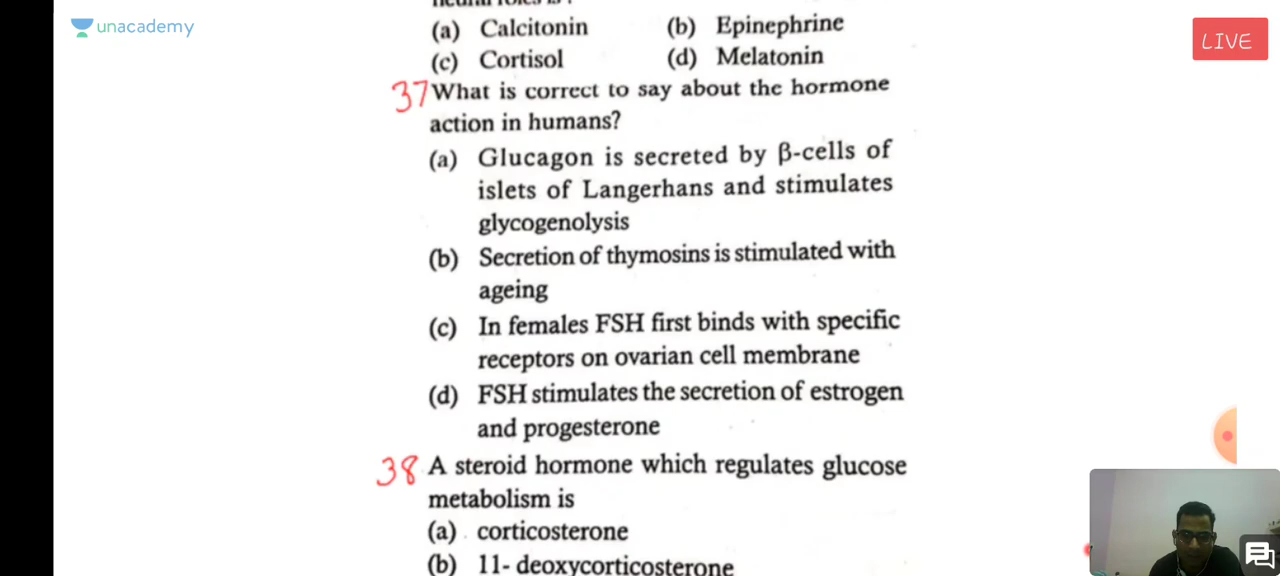 unacademy
LIVE
neural roles is ?
(a) Calcitonin (b) Epinephrine
(c) Cortisol (d) Melatonin
37 What is correct to say about the hormone
action in humans?
(a) Glucagon is secreted by β-cells of
islets of Langerhans and stimulates
glycogenolysis
(b) Secretion of thymosins is stimulated with
ageing
(c) In females FSH first binds with specific
receptors on ovarian cell membrane
(d) FSH stimulates the secretion of estrogen
and progesterone
38 A steroid hormone which regulates glucose
metabolism is
(a) corticosterone
(b) 11- deoxycorticosterone